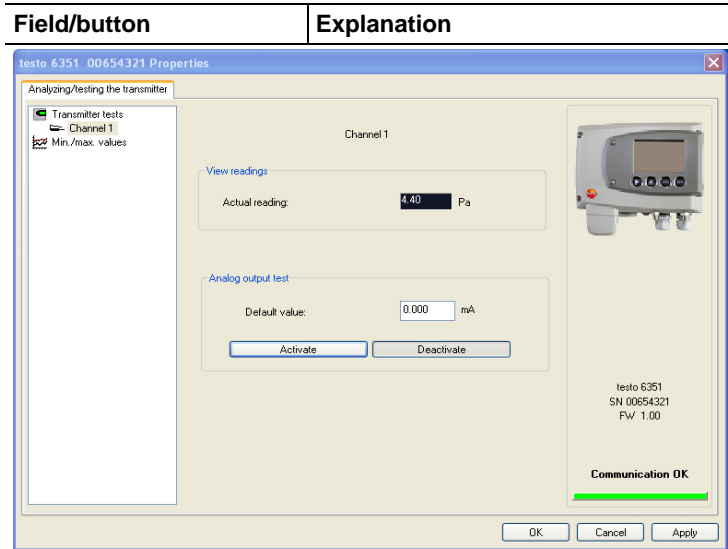 Field/button Explanation
testo 6351 00654321 Properties
Analyzing/testing the transmitter
Transmitter tests
Channel 1
Min./max. values
Channel 1
View readings
Actual reading: 4.40 Pa
Analog output test
Default value: 0.000 mA
Activate Deactivate
testo 6351
SN 00654321
FW 1.00
Communication OK
OK Cancel Apply